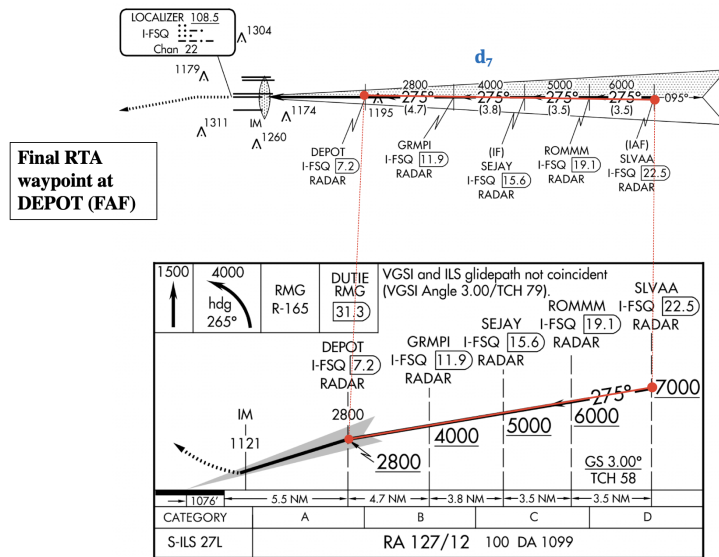 LOCALIZER 108.5
I-FSQ
Chan 22
1304
1179
1311
IM
1260
1174
1195
d7
2800 4000 5000 6000
275° 275° 275° 275° 095°
(4.7) (3.8) (3.5) (3.5)
DEPOT
I-FSQ 7.2
RADAR
GRMPI
I-FSQ 11.9
RADAR
(IF)
SEJAY
I-FSQ 15.6
RADAR
ROMMM
I-FSQ 19.1
RADAR
(IAF)
SLVAA
I-FSQ 22.5
RADAR
Final RTA
waypoint at
DEPOT (FAF)
1500
4000
hdg
265°
RMG
R-165
DUTIE
RMG
31.3
VGSI and ILS glidepath not coincident
(VGSI Angle 3.00/TCH 79).
DEPOT
I-FSQ 7.2
RADAR
GRMPI
I-FSQ 11.9
RADAR
SEJAY
I-FSQ 15.6
RADAR
ROMMM
I-FSQ 19.1
RADAR
SLVAA
I-FSQ 22.5
RADAR
IM
1121
2800
2800
4000
5000
6000
275°
7000
GS 3.00°
TCH 58
1076' 5.5 NM 4.7 NM 3.8 NM 3.5 NM 3.5 NM
CATEGORY A B C D
S-ILS 27L RA 127/12 100 DA 1099